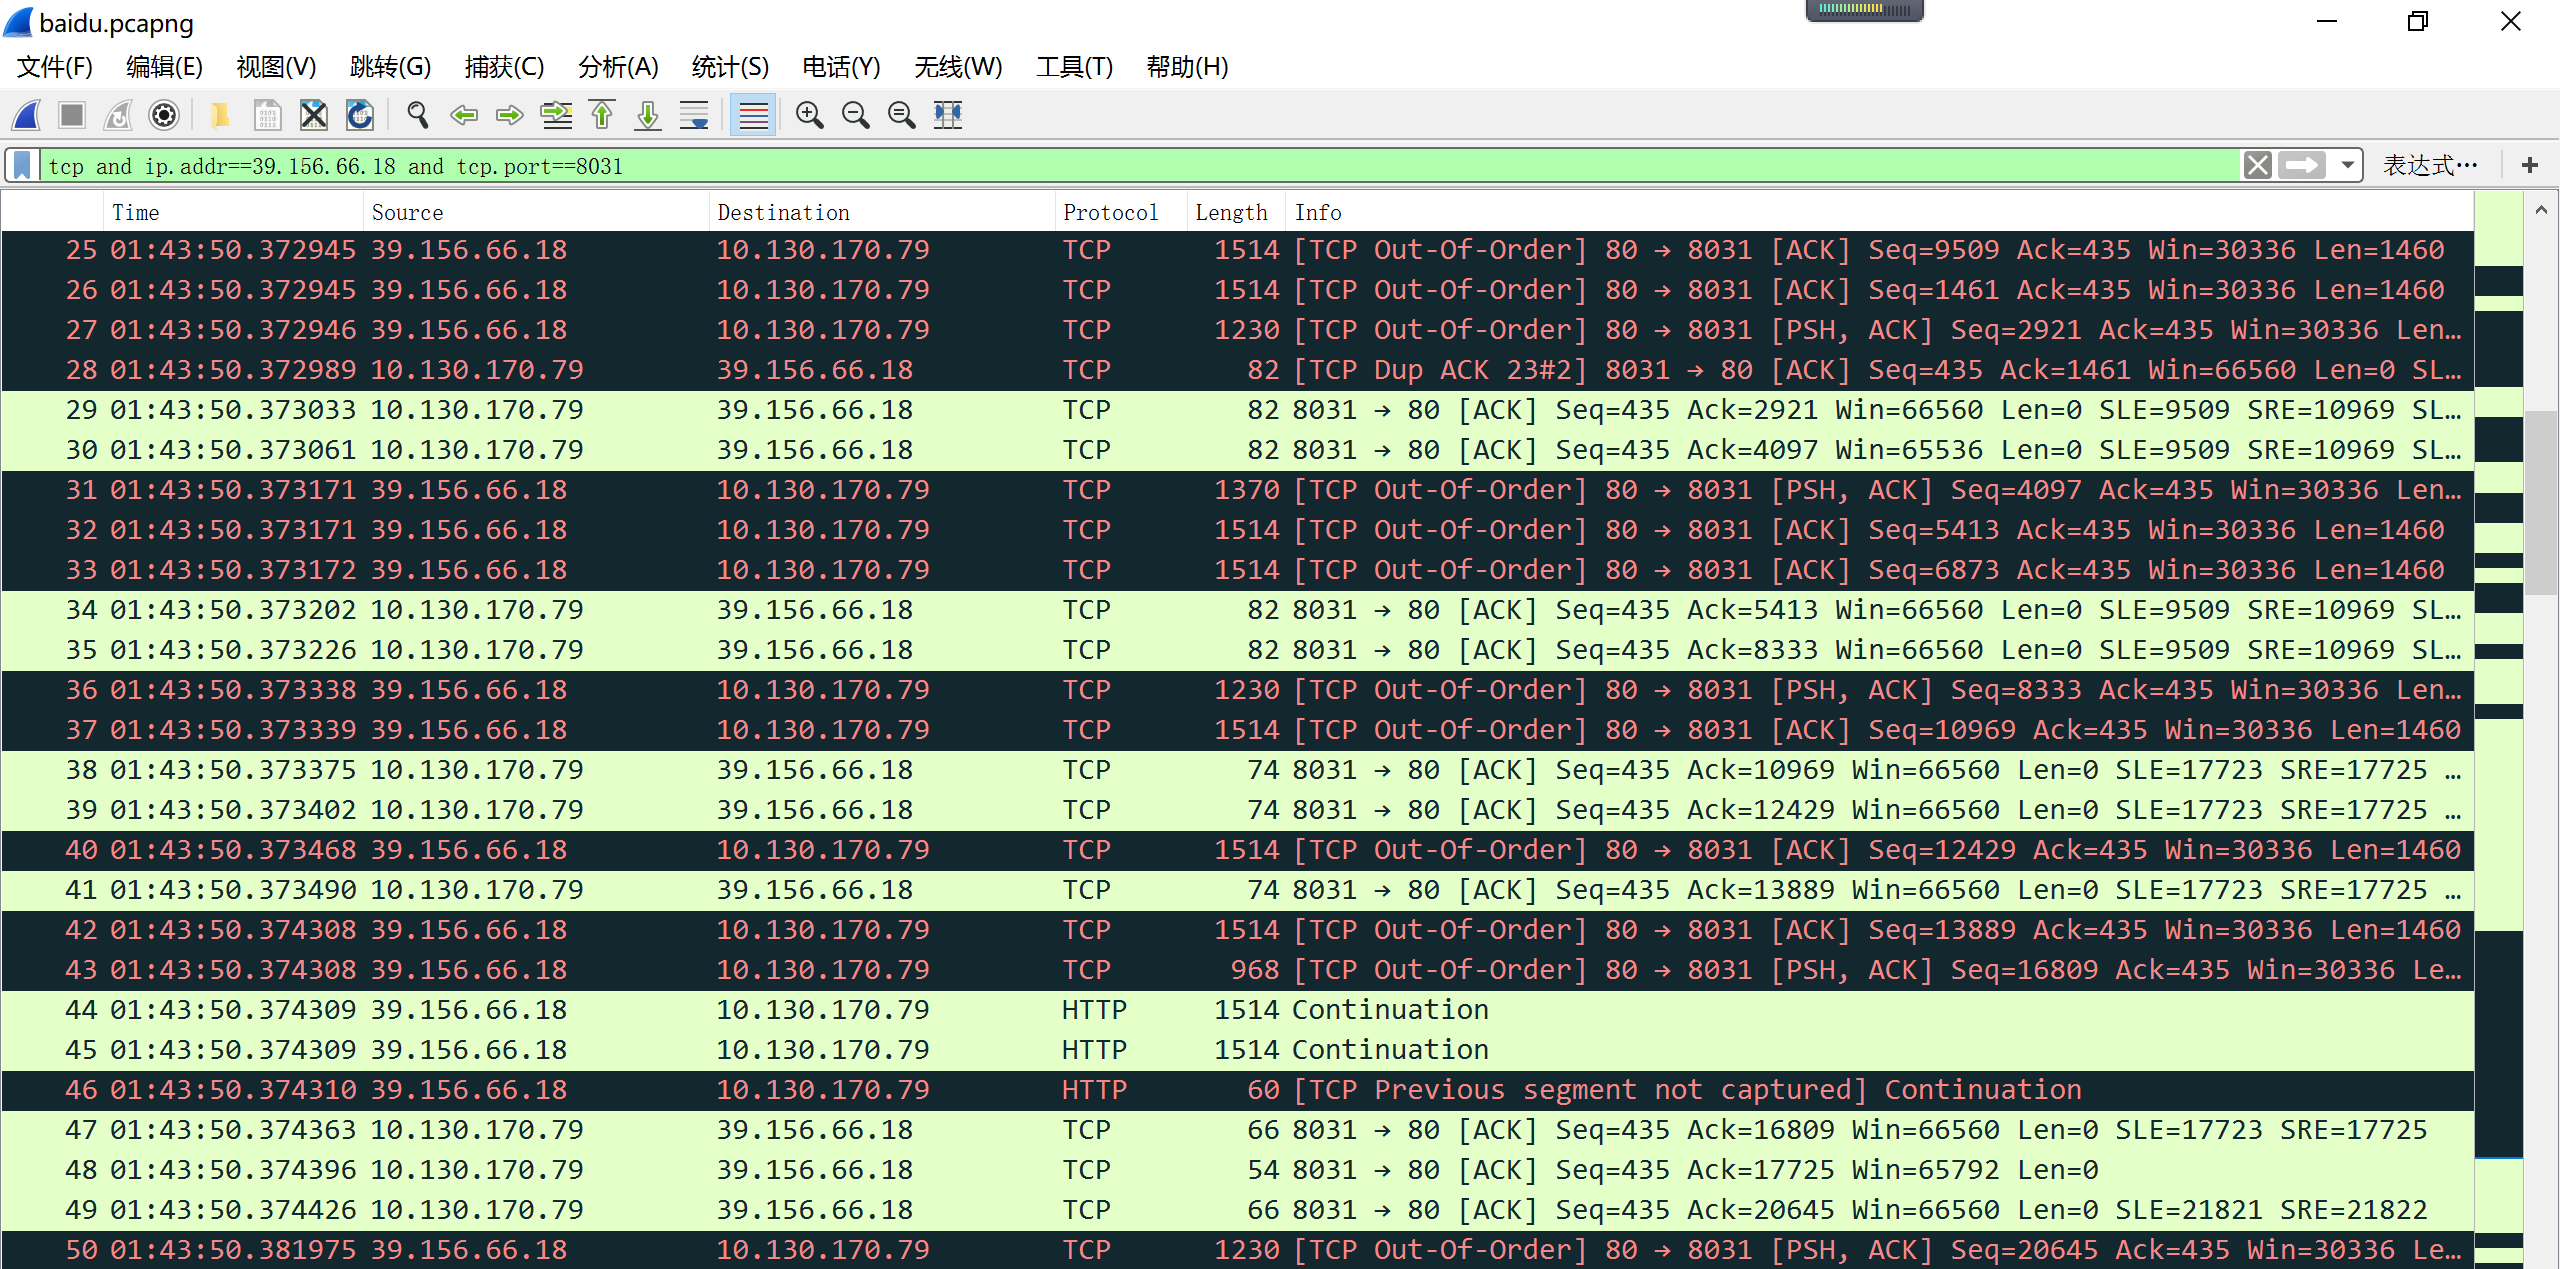 baidu.pcapng
文件(F) 编辑(E) 视图(V) 跳转(G) 捕获(C) 分析(A) 统计(S) 电话(Y) 无线(W) 工具(T) 帮助(H)
tcp and ip.addr==39.156.66.18 and tcp.port==8031 表达式…
Time Source Destination Protocol Length Info
25 01:43:50.372945 39.156.66.18 10.130.170.79 TCP 1514 [TCP Out-Of-Order] 80 → 8031 [ACK] Seq=9509 Ack=435 Win=30336 Len=1460
26 01:43:50.372945 39.156.66.18 10.130.170.79 TCP 1514 [TCP Out-Of-Order] 80 → 8031 [ACK] Seq=1461 Ack=435 Win=30336 Len=1460
27 01:43:50.372946 39.156.66.18 10.130.170.79 TCP 1230 [TCP Out-Of-Order] 80 → 8031 [PSH, ACK] Seq=2921 Ack=435 Win=30336 Len…
28 01:43:50.372989 10.130.170.79 39.156.66.18 TCP 82 [TCP Dup ACK 23#2] 8031 → 80 [ACK] Seq=435 Ack=1461 Win=66560 Len=0 SL…
29 01:43:50.373033 10.130.170.79 39.156.66.18 TCP 82 8031 → 80 [ACK] Seq=435 Ack=2921 Win=66560 Len=0 SLE=9509 SRE=10969 SL…
30 01:43:50.373061 10.130.170.79 39.156.66.18 TCP 82 8031 → 80 [ACK] Seq=435 Ack=4097 Win=65536 Len=0 SLE=9509 SRE=10969 SL…
31 01:43:50.373171 39.156.66.18 10.130.170.79 TCP 1370 [TCP Out-Of-Order] 80 → 8031 [PSH, ACK] Seq=4097 Ack=435 Win=30336 Len…
32 01:43:50.373171 39.156.66.18 10.130.170.79 TCP 1514 [TCP Out-Of-Order] 80 → 8031 [ACK] Seq=5413 Ack=435 Win=30336 Len=1460
33 01:43:50.373172 39.156.66.18 10.130.170.79 TCP 1514 [TCP Out-Of-Order] 80 → 8031 [ACK] Seq=6873 Ack=435 Win=30336 Len=1460
34 01:43:50.373202 10.130.170.79 39.156.66.18 TCP 82 8031 → 80 [ACK] Seq=435 Ack=5413 Win=66560 Len=0 SLE=9509 SRE=10969 SL…
35 01:43:50.373226 10.130.170.79 39.156.66.18 TCP 82 8031 → 80 [ACK] Seq=435 Ack=8333 Win=66560 Len=0 SLE=9509 SRE=10969 SL…
36 01:43:50.373338 39.156.66.18 10.130.170.79 TCP 1230 [TCP Out-Of-Order] 80 → 8031 [PSH, ACK] Seq=8333 Ack=435 Win=30336 Len…
37 01:43:50.373339 39.156.66.18 10.130.170.79 TCP 1514 [TCP Out-Of-Order] 80 → 8031 [ACK] Seq=10969 Ack=435 Win=30336 Len=1460
38 01:43:50.373375 10.130.170.79 39.156.66.18 TCP 74 8031 → 80 [ACK] Seq=435 Ack=10969 Win=66560 Len=0 SLE=17723 SRE=17725 …
39 01:43:50.373402 10.130.170.79 39.156.66.18 TCP 74 8031 → 80 [ACK] Seq=435 Ack=12429 Win=66560 Len=0 SLE=17723 SRE=17725 …
40 01:43:50.373468 39.156.66.18 10.130.170.79 TCP 1514 [TCP Out-Of-Order] 80 → 8031 [ACK] Seq=12429 Ack=435 Win=30336 Len=1460
41 01:43:50.373490 10.130.170.79 39.156.66.18 TCP 74 8031 → 80 [ACK] Seq=435 Ack=13889 Win=66560 Len=0 SLE=17723 SRE=17725 …
42 01:43:50.374308 39.156.66.18 10.130.170.79 TCP 1514 [TCP Out-Of-Order] 80 → 8031 [ACK] Seq=13889 Ack=435 Win=30336 Len=1460
43 01:43:50.374308 39.156.66.18 10.130.170.79 TCP 968 [TCP Out-Of-Order] 80 → 8031 [PSH, ACK] Seq=16809 Ack=435 Win=30336 Le…
44 01:43:50.374309 39.156.66.18 10.130.170.79 HTTP 1514 Continuation
45 01:43:50.374309 39.156.66.18 10.130.170.79 HTTP 1514 Continuation
46 01:43:50.374310 39.156.66.18 10.130.170.79 HTTP 60 [TCP Previous segment not captured] Continuation
47 01:43:50.374363 10.130.170.79 39.156.66.18 TCP 66 8031 → 80 [ACK] Seq=435 Ack=16809 Win=66560 Len=0 SLE=17723 SRE=17725
48 01:43:50.374396 10.130.170.79 39.156.66.18 TCP 54 8031 → 80 [ACK] Seq=435 Ack=17725 Win=65792 Len=0
49 01:43:50.374426 10.130.170.79 39.156.66.18 TCP 66 8031 → 80 [ACK] Seq=435 Ack=20645 Win=66560 Len=0 SLE=21821 SRE=21822
50 01:43:50.381975 39.156.66.18 10.130.170.79 TCP 1230 [TCP Out-Of-Order] 80 → 8031 [PSH, ACK] Seq=20645 Ack=435 Win=30336 Le…